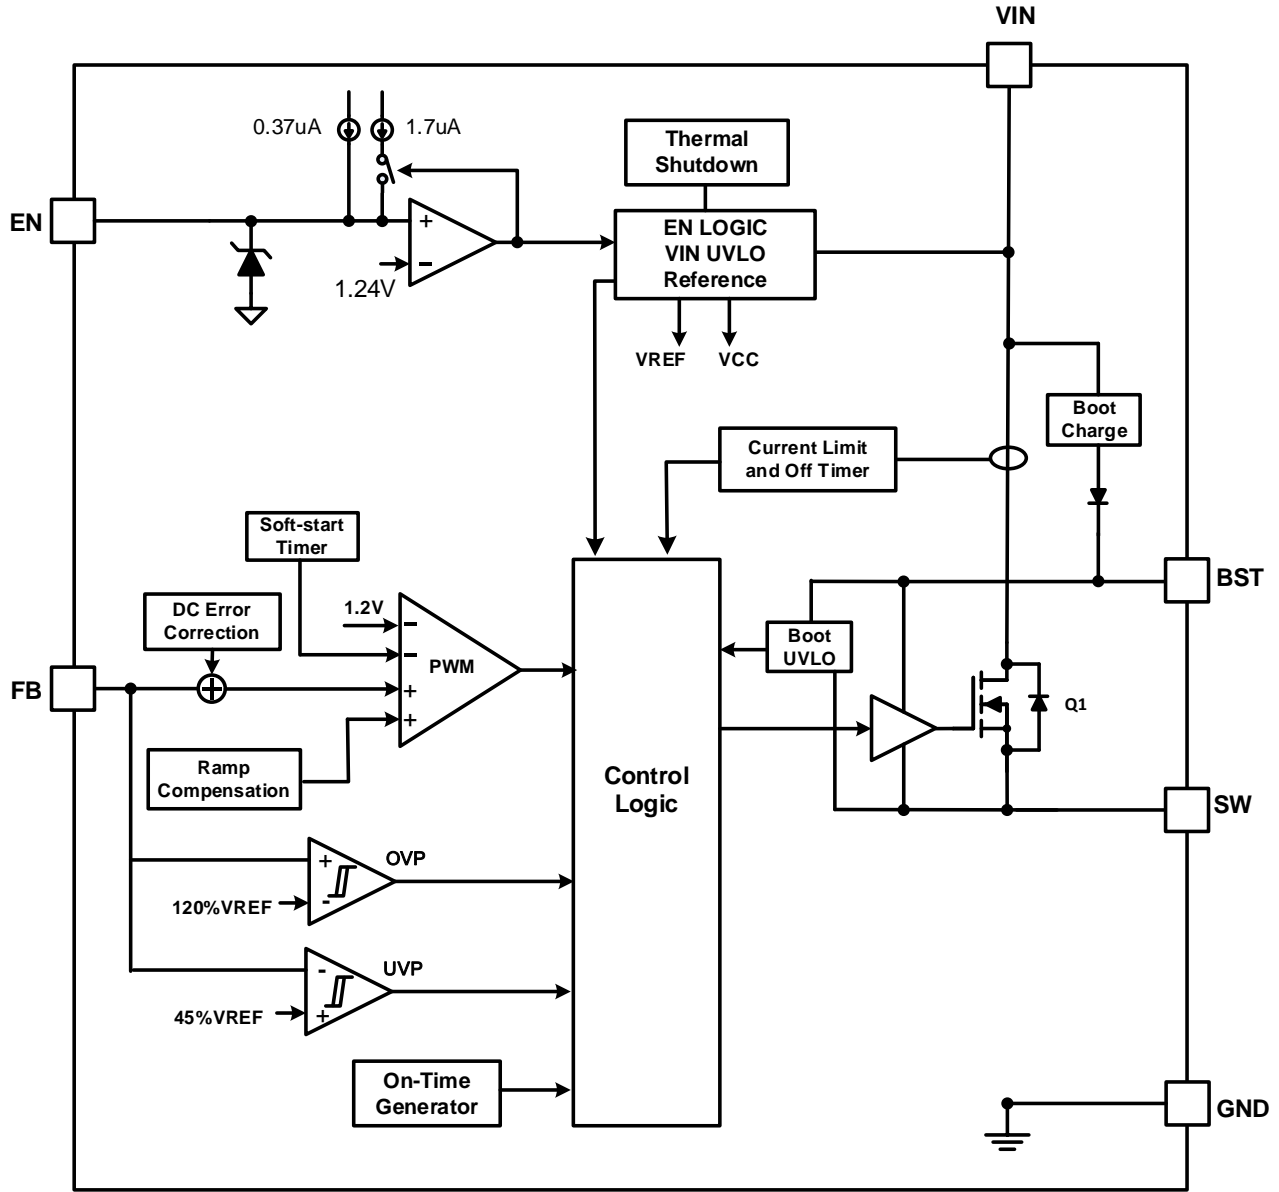 VIN
0.37uA
1.7uA
Thermal
Shutdown
EN
+
-
1.24V
EN LOGIC
VIN UVLO
Reference
VREF
VCC
Boot
Charge
Current Limit
and Off Timer
Soft-start
Timer
BST
DC Error
Correction
1.2V
-
-
PWM
+
+
Boot
UVLO
FB
Q1
Ramp
Compensation
Control
Logic
SW
OVP
+
-
120%VREF
UVP
-
+
45%VREF
On-Time
Generator
GND